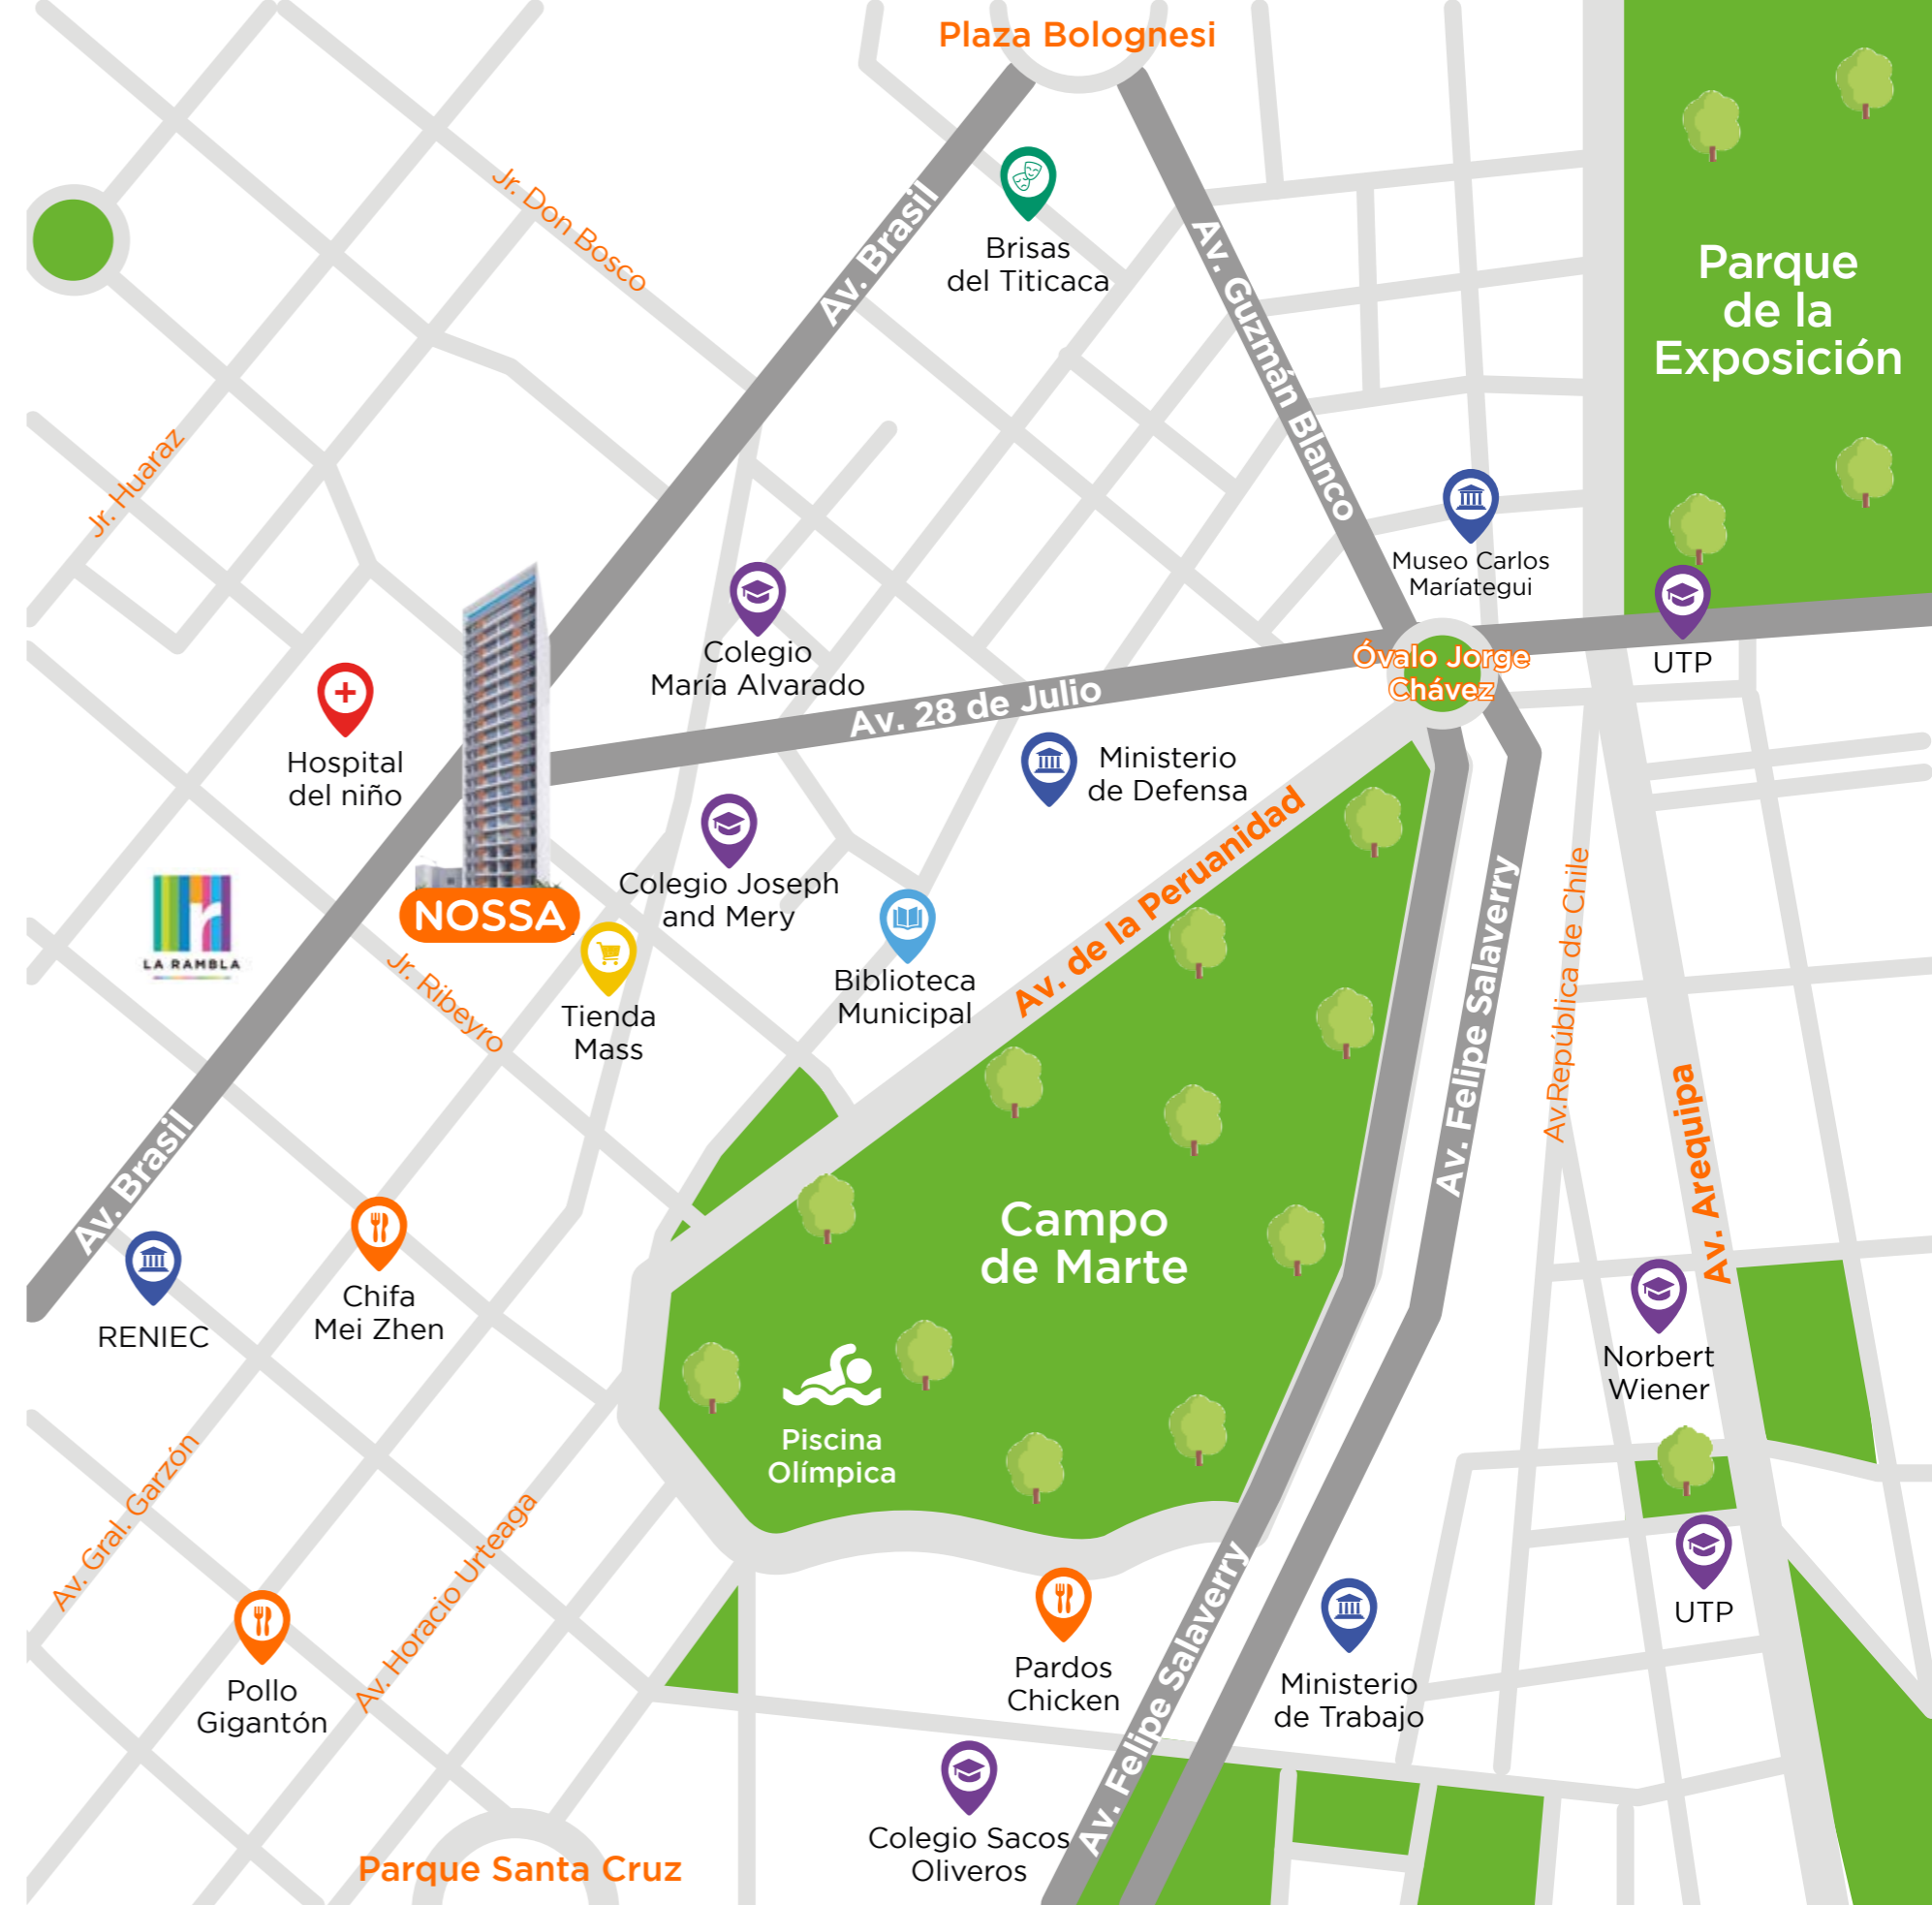 Plaza Bolognesi
Jr. Don Bosco
Av. Brasil
Brisas
del Titicaca
Av. Guzmán Blanco
Parque
de la
Exposición
Jr. Huaraz
Museo Carlos
Maríategui
Colegio
María Alvarado
Óvalo Jorge
Chávez
UTP
Av. 28 de Julio
Hospital
del niño
Ministerio
de Defensa
Av. de la Peruanidad
Colegio Joseph
and Mery
NOSSA
r
LA RAMBLA
Jr. Ribeyro
Tienda
Mass
Biblioteca
Municipal
Av. Felipe Salaverry
Av.República de Chile
Av. Arequipa
Av. Brasil
RENIEC
Chifa
Mei Zhen
Campo
de Marte
Norbert
Wiener
Piscina
Olímpica
Av. Gral. Garzón
Av. Horacio Urteaga
Pollo
Gigantón
Pardos
Chicken
Av. Felipe Salaverry
Ministerio
de Trabajo
UTP
Colegio Sacos
Oliveros
Parque Santa Cruz